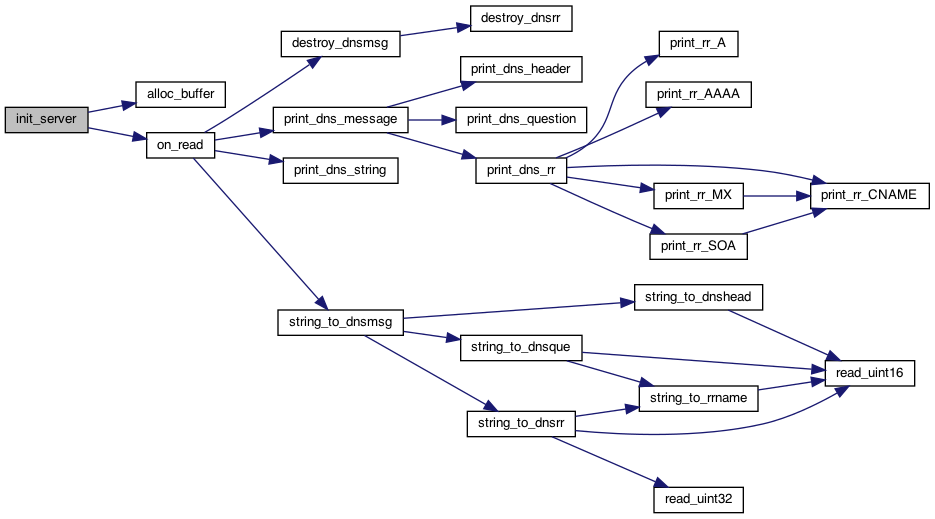 destroy_dnsrr
destroy_dnsmsg
print_rr_A
print_dns_header
alloc_buffer
print_rr_AAAA
init_server
print_dns_message
print_dns_question
on_read
print_dns_string
print_dns_rr
print_rr_MX
print_rr_CNAME
print_rr_SOA
string_to_dnshead
string_to_dnsmsg
string_to_dnsque
read_uint16
string_to_rrname
string_to_dnsrr
read_uint32